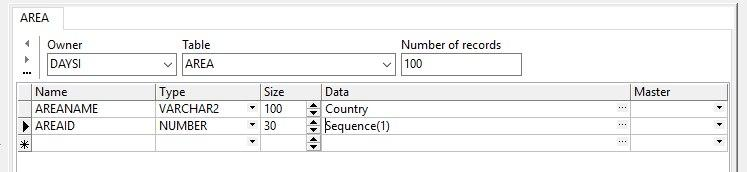 AREA
Owner Table Number of records
DAYSI AREA 100
Name Type Size Data Master
AREANAME VARCHAR2 100 Country ...
AREAID NUMBER 30 Sequence(1) ...